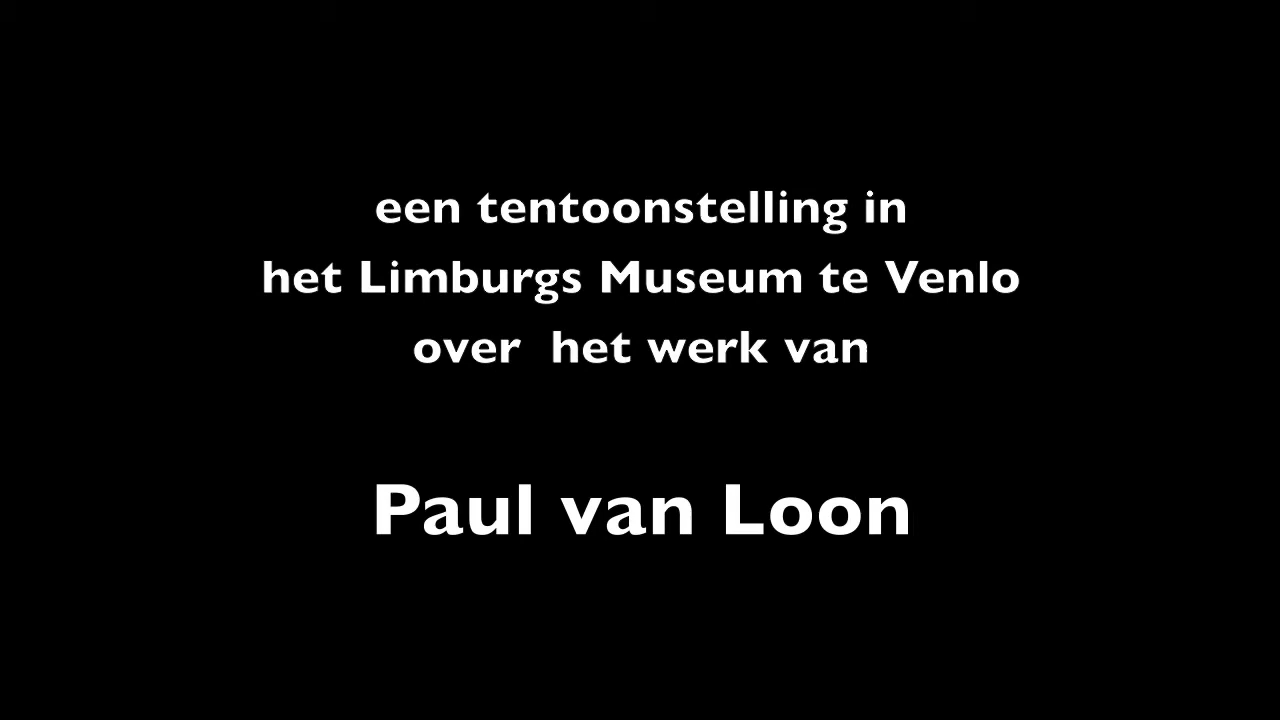 een tentoonstelling in
het Limburgs Museum te Venlo
over  het werk van
Paul van Loon